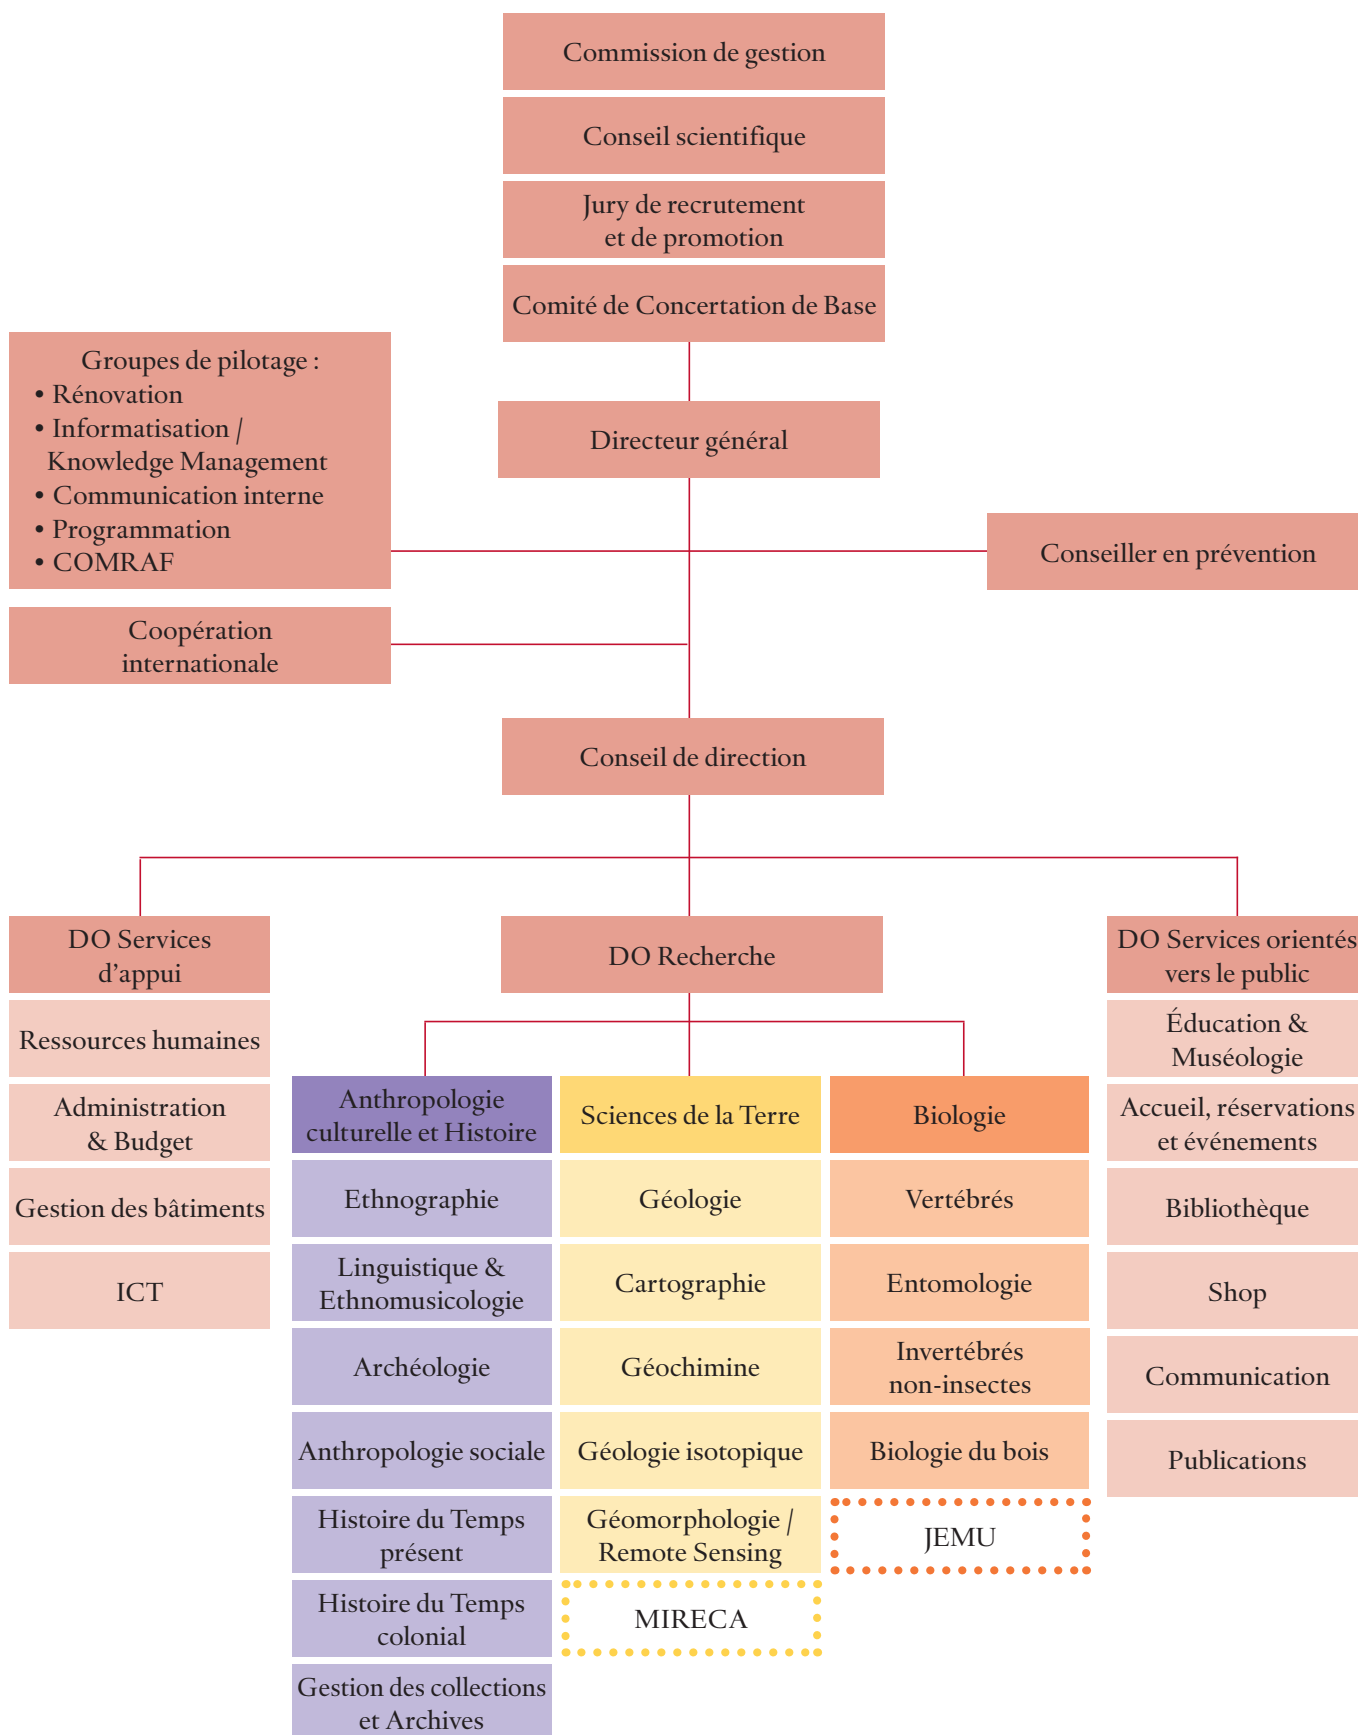 Commission de gestion
Conseil scientifique
Jury de recrutement
et de promotion
Comité de Concertation de Base
Groupes de pilotage :
• Rénovation
• Informatisation /
Knowledge Management
• Communication interne
• Programmation
• COMRAF
Directeur général
Conseiller en prévention
Coopération
internationale
Conseil de direction
DO Services
d'appui
Ressources humaines
Administration
& Budget
Gestion des bâtiments
ICT
DO Recherche
Anthropologie
culturelle et Histoire
Ethnographie
Linguistique &
Ethnomusicologie
Archéologie
Anthropologie sociale
Histoire du Temps
présent
Histoire du Temps
colonial
Gestion des collections
et Archives
Sciences de la Terre
Géologie
Cartographie
Géochimine
Géologie isotopique
Géomorphologie /
Remote Sensing
MIRECA
Biologie
Vertébrés
Entomologie
Invertébrés
non-insectes
Biologie du bois
JEMU
DO Services orientés
vers le public
Éducation &
Muséologie
Accueil, réservations
et événements
Bibliothèque
Shop
Communication
Publications